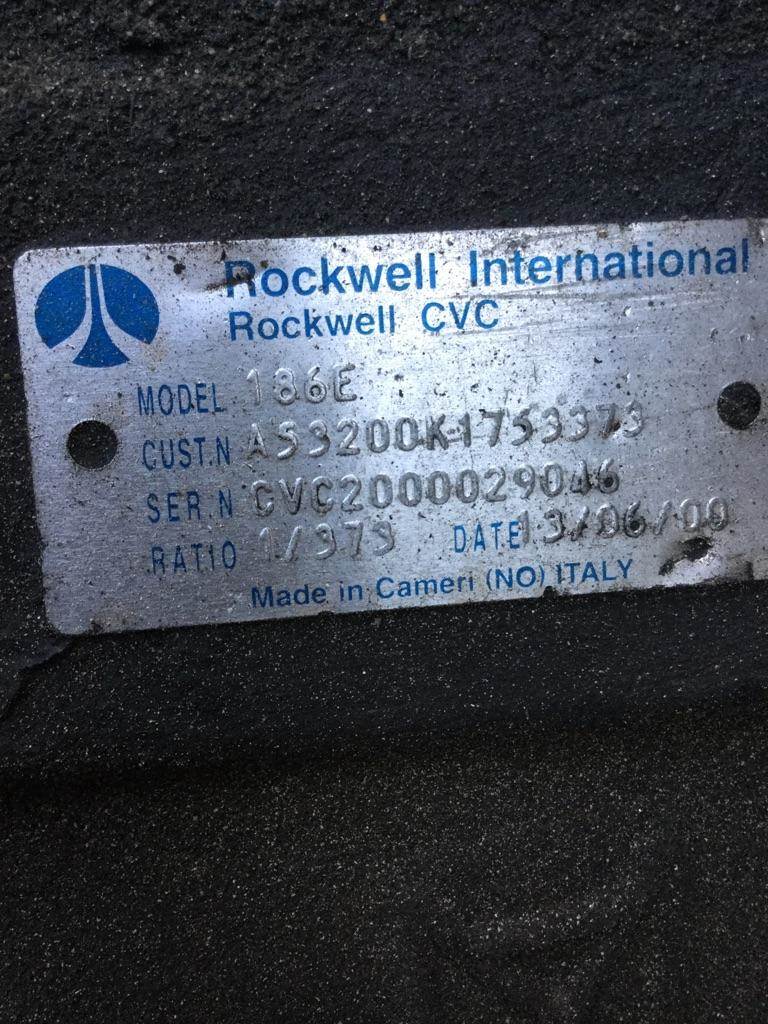 Rockwell International
Rockwell CVC
MODEL 186E
CUST.N AS3200K1753373
SER.N CVC2000029046
RATIO 1/373 DATE 13/06/00
Made in Cameri (NO) ITALY